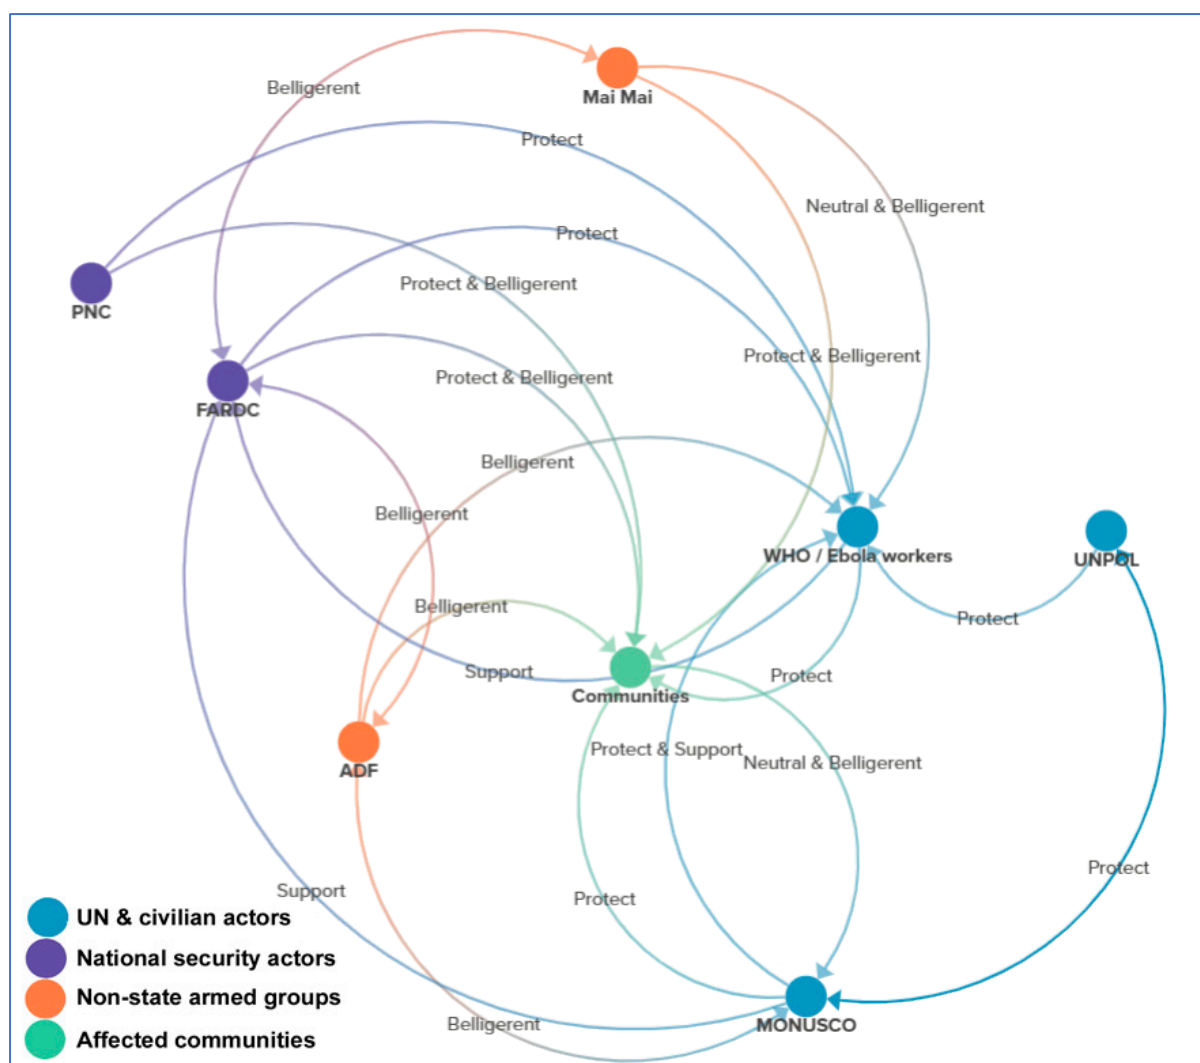 Belligerent
Mai Mai
Protect
Neutral & Belligerent
Protect
Protect & Belligerent
PNC
Protect & Belligerent
Protect & Belligerent
FARDC
Belligerent
Belligerent
WHO / Ebola workers
UNPOL
Belligerent
Protect
Support
Protect
Communities
Protect & Support
Neutral & Belligerent
ADF
Protect
Support
Protect
UN & civilian actors
National security actors
Non-state armed groups
Belligerent
MONUSCO
Affected communities